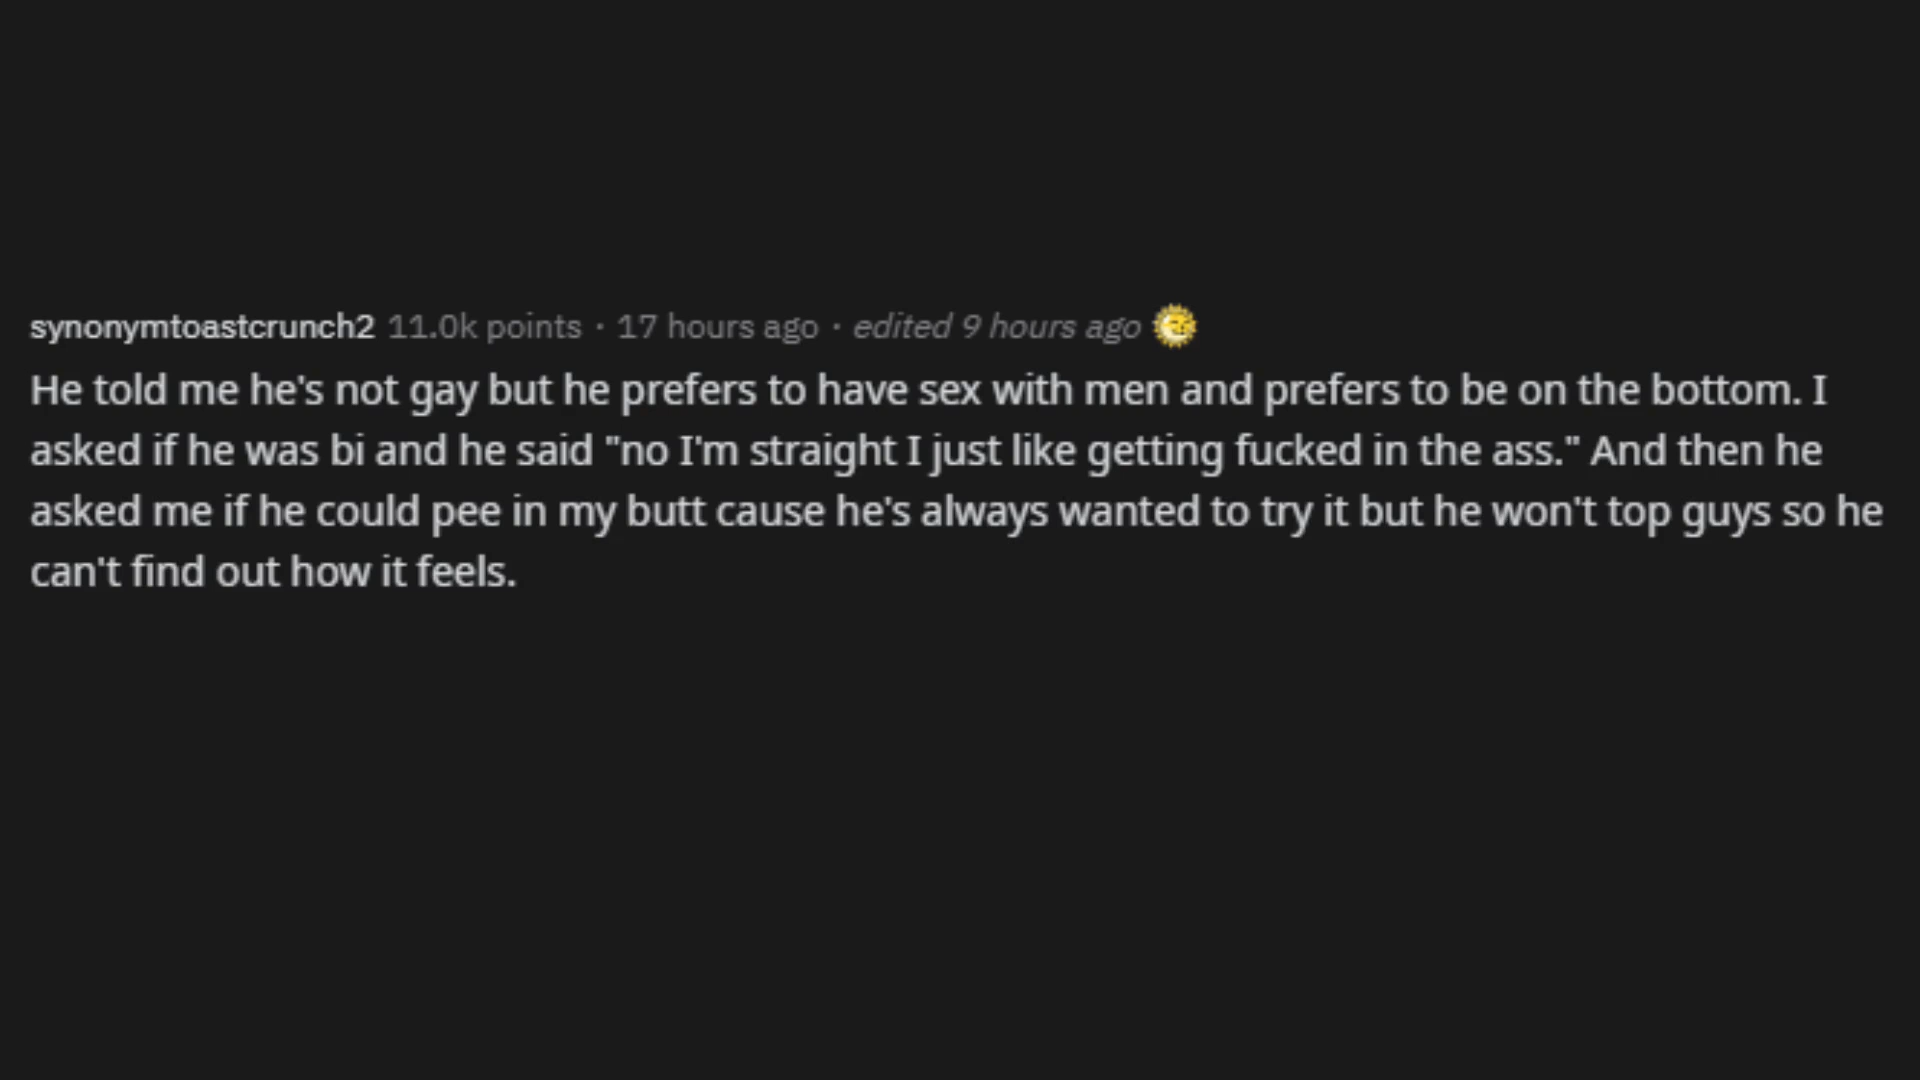 synonymtoastcrunch2 11.0k points · 17 hours ago · edited 9 hours ago
He told me he's not gay but he prefers to have sex with men and prefers to be on the bottom. I
asked if he was bi and he said "no I'm straight I just like getting fucked in the ass." And then he
asked me if he could pee in my butt cause he's always wanted to try it but he won't top guys so he
can't find out how it feels.